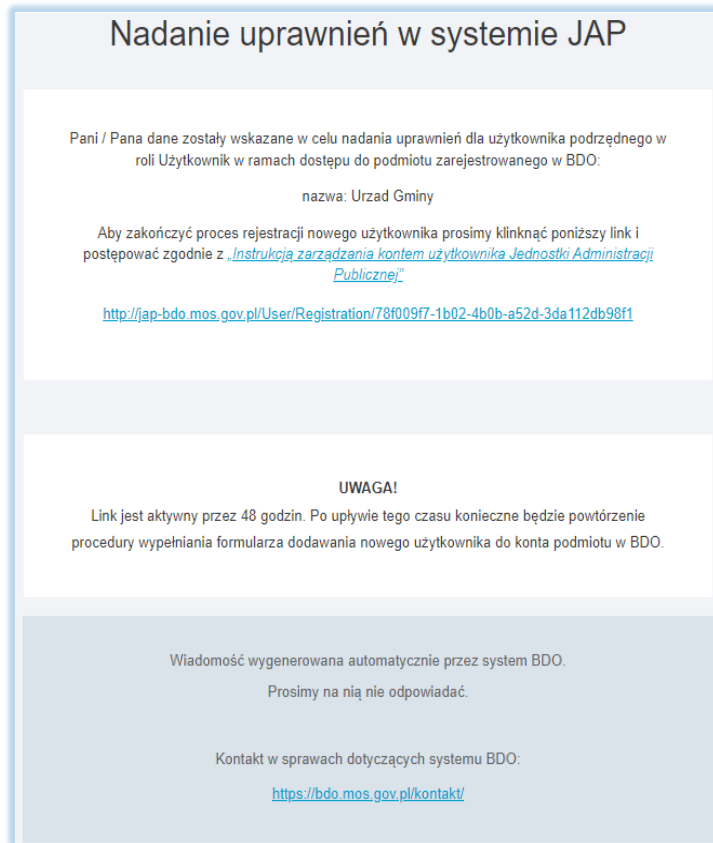 Nadanie uprawnień w systemie JAP
Pani / Pana dane zostały wskazane w celu nadania uprawnień dla użytkownika podrzędnego w
roli Użytkownik w ramach dostępu do podmiotu zarejestrowanego w BDO:
nazwa: Urzad Gminy
Aby zakończyć proces rejestracji nowego użytkownika prosimy klinknąć poniższy link i
postępować zgodnie z „Instrukcją zarządzania kontem użytkownika Jednostki Administracji
Publicznej”
http://jap-bdo.mos.gov.pl/User/Registration/78f009f7-1b02-4b0b-a52d-3da112db98f1
UWAGA!
Link jest aktywny przez 48 godzin. Po upływie tego czasu konieczne będzie powtórzenie
procedury wypełniania formularza dodawania nowego użytkownika do konta podmiotu w BDO.
Wiadomość wygenerowana automatycznie przez system BDO.
Prosimy na nią nie odpowiadać.
Kontakt w sprawach dotyczących systemu BDO:
https://bdo.mos.gov.pl/kontakt/